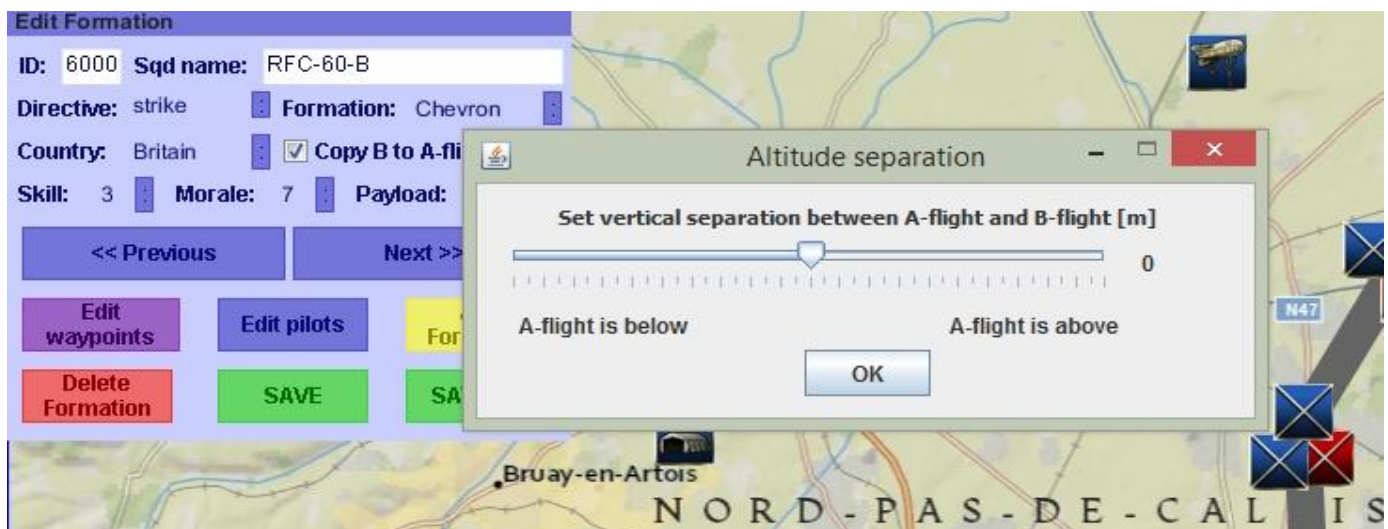 Edit Formation
ID: 6000 Sqd name: RFC-60-B
Directive: strike : Formation: Chevron :
Country: Britain : Copy B to A-fli
Skill: 3 : Morale: 7 : Payload:
<< Previous Next >>
Edit
waypoints
Edit pilots
For
Delete
Formation
SAVE
SA
Altitude separation
Set vertical separation between A-flight and B-flight [m]
0
A-flight is below A-flight is above
OK
N47
Bruay-en-Artois
NORD-PAS-DE-CAL IS